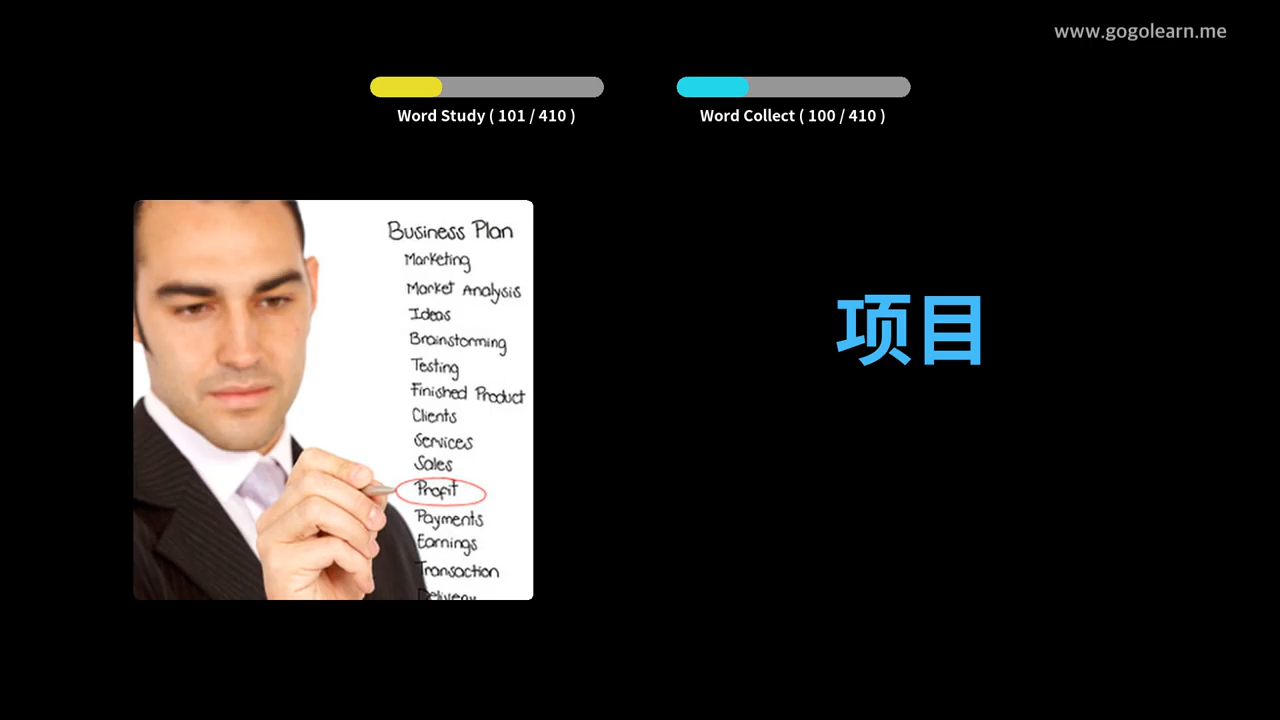 www.gogolearn.me
Word Study ( 101 / 410 )
Word Collect ( 100 / 410 )
Business Plan
Marketing
Market Analysis
Ideas
Brainstorming
Testing
Finished Product
Clients
Services
Sales
Profit
Payments
Earnings
Transaction
Delivery
项目